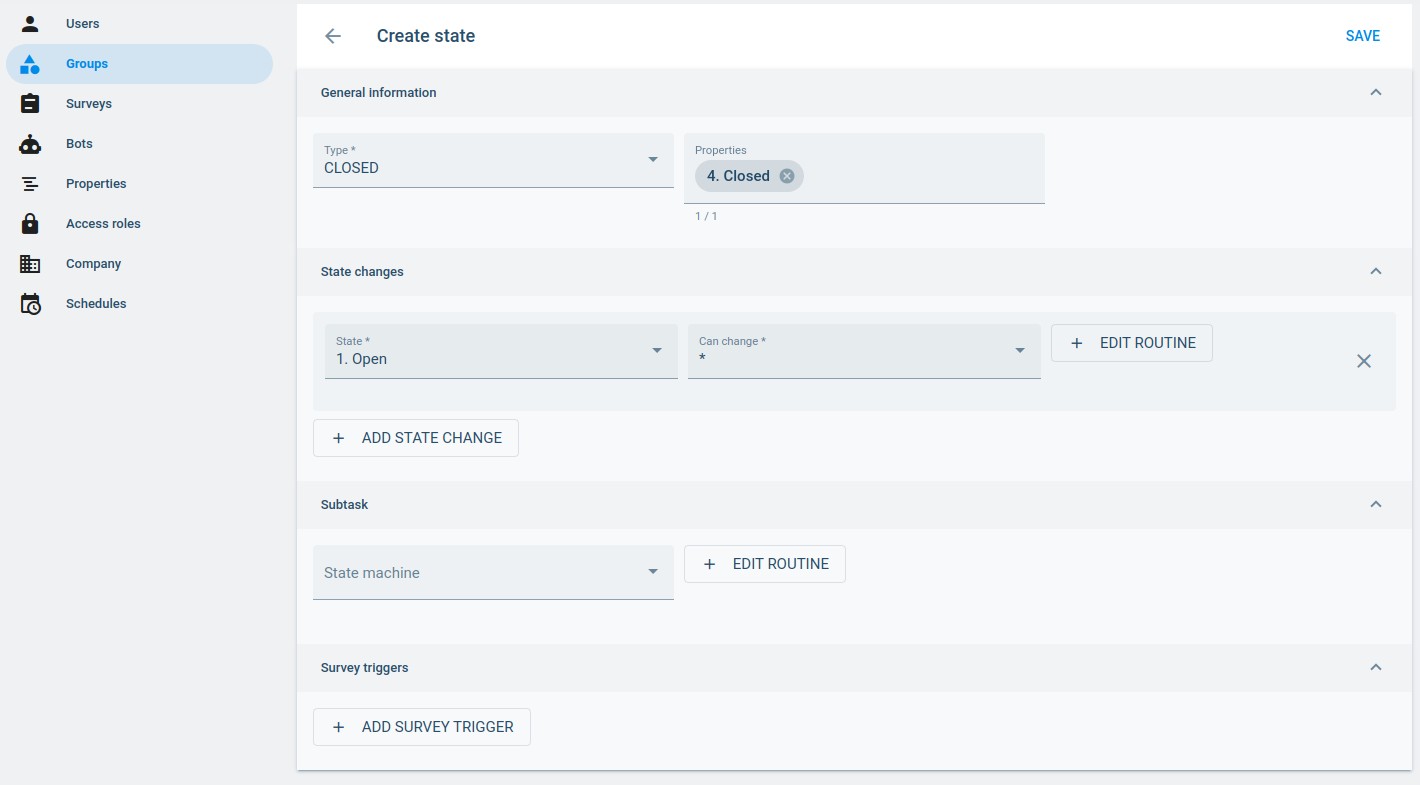 Users
Groups
Surveys
Bots
Properties
Access roles
Company
Schedules
Create state
SAVE
General information
Type *
CLOSED
Properties
4. Closed
1 / 1
State changes
State *
1. Open
Can change *
*
EDIT ROUTINE
ADD STATE CHANGE
Subtask
State machine
EDIT ROUTINE
Survey triggers
ADD SURVEY TRIGGER